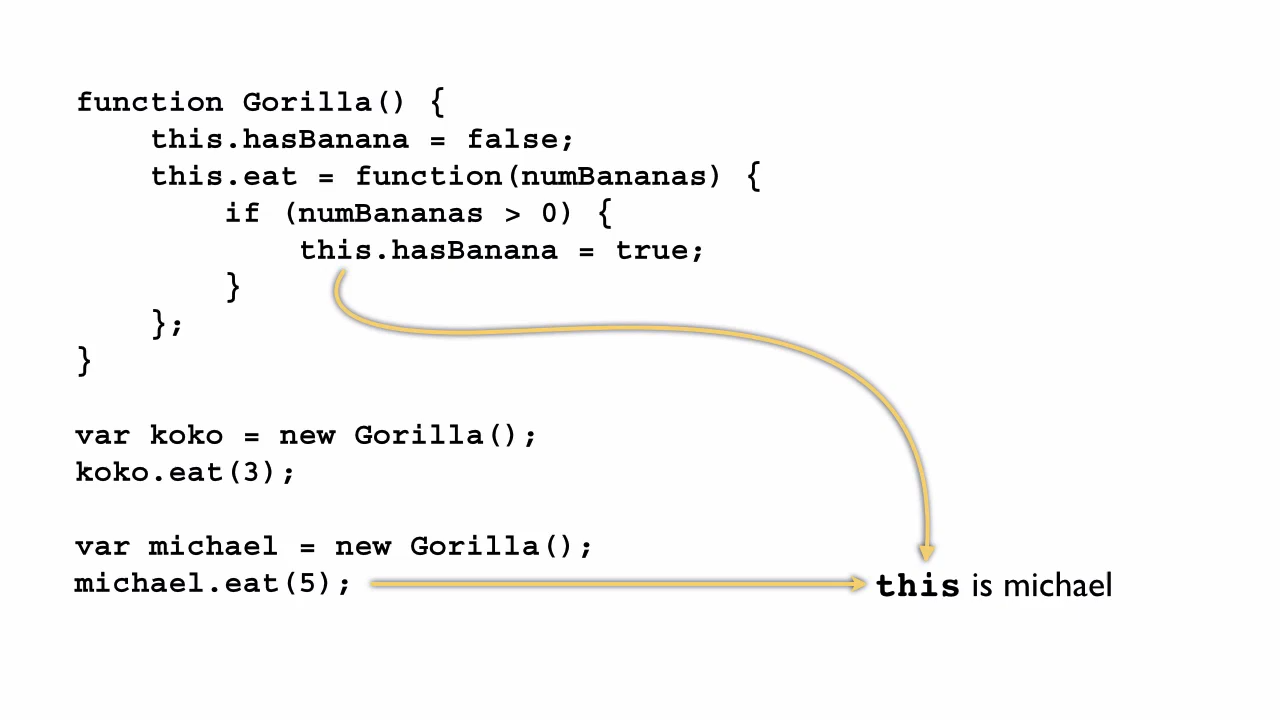 function Gorilla() {
    this.hasBanana = false;
    this.eat = function(numBananas) {
        if (numBananas > 0) {
            this.hasBanana = true;
        }
    };
}
var koko = new Gorilla();
koko.eat(3);
var michael = new Gorilla();
michael.eat(5);
this is michael